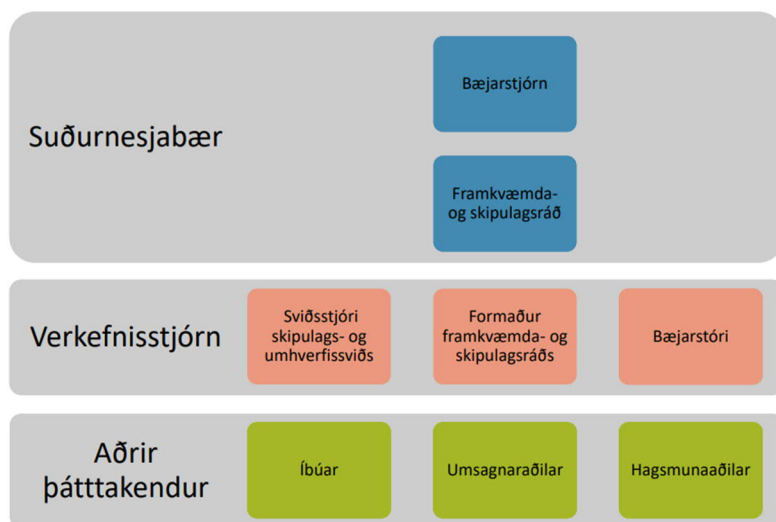 Suðurnesjabær
Bæjarstjórn
Framkvæmda-
og skipulagsráð
Verkefnisstjórn
Sviðsstjóri
skipulags- og
umhverfissviðs
Formaður
framkvæmda- og
skipulagsráðs
Bæjarstóri
Aðrir
þátttakendur
Íbúar
Umsagnaraðilar
Hagsmunaaðilar